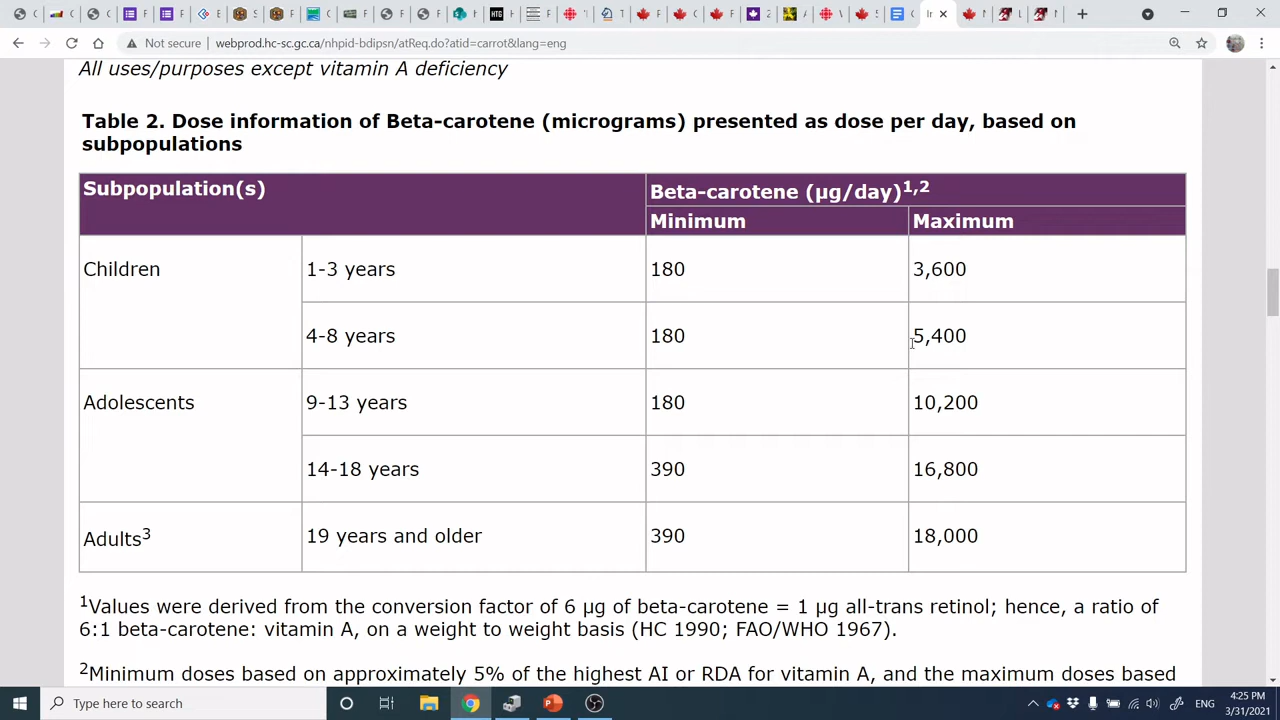 In
Not secure
webprod.hc-sc.gc.ca/nhpid-bdipsn/atReq.do?atid=carrot&lang=eng
All uses/purposes except vitamin A deficiency
Table 2. Dose information of Beta-carotene (micrograms) presented as dose per day, based on
subpopulations
Subpopulation(s)
Beta-carotene (µg/day)1,2
Minimum
Maximum
Children
1-3 years
180
3,600
4-8 years
180
5,400
Adolescents
9-13 years
180
10,200
14-18 years
390
16,800
Adults3
19 years and older
390
18,000
1Values were derived from the conversion factor of 6 µg of beta-carotene = 1 µg all-trans retinol; hence, a ratio of
6:1 beta-carotene: vitamin A, on a weight to weight basis (HC 1990; FAO/WHO 1967).
2Minimum doses based on approximately 5% of the highest AI or RDA for vitamin A, and the maximum doses based
Type here to search
ENG
4:25 PM
3/31/2021